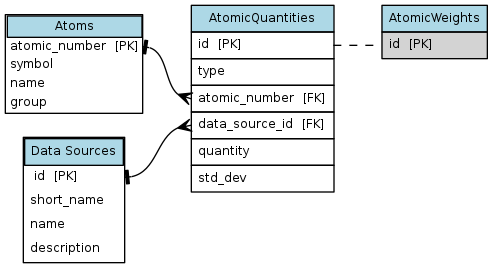 Atoms
atomic_number [PK]
symbol
name
group
Data Sources
id [PK]
short_name
name
description
AtomicQuantities
id [PK]
type
atomic_number [FK]
data_source_id [FK]
quantity
std_dev
AtomicWeights
id [PK]